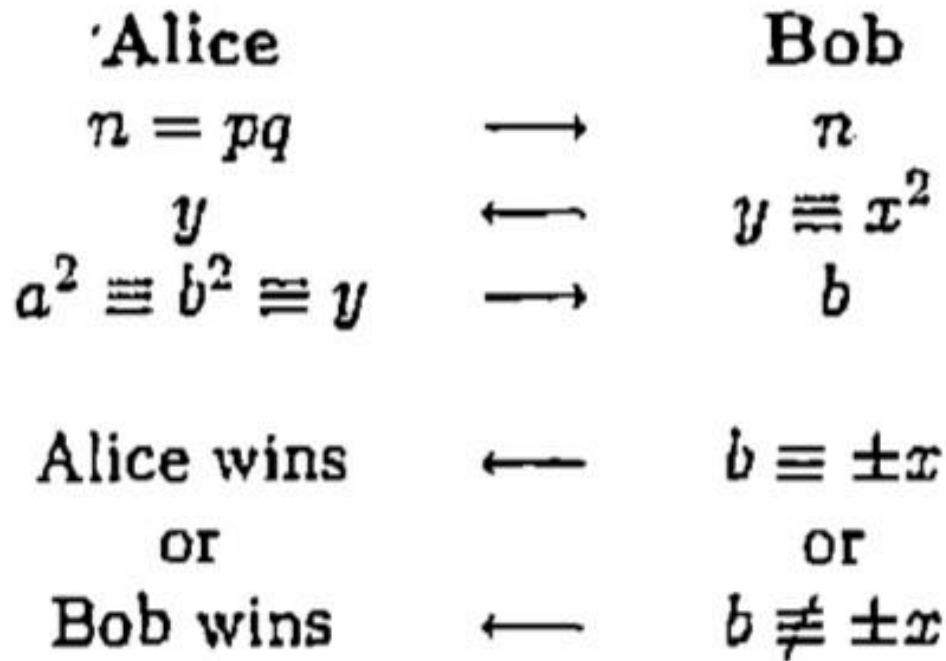 Alice Bob
n = pq ⟶ n
y ⟵ y ≡ x²
a² ≡ b² ≡ y ⟶ b
Alice wins ⟵ b ≡ ±x
or or
Bob wins ⟵ b ≢ ±x